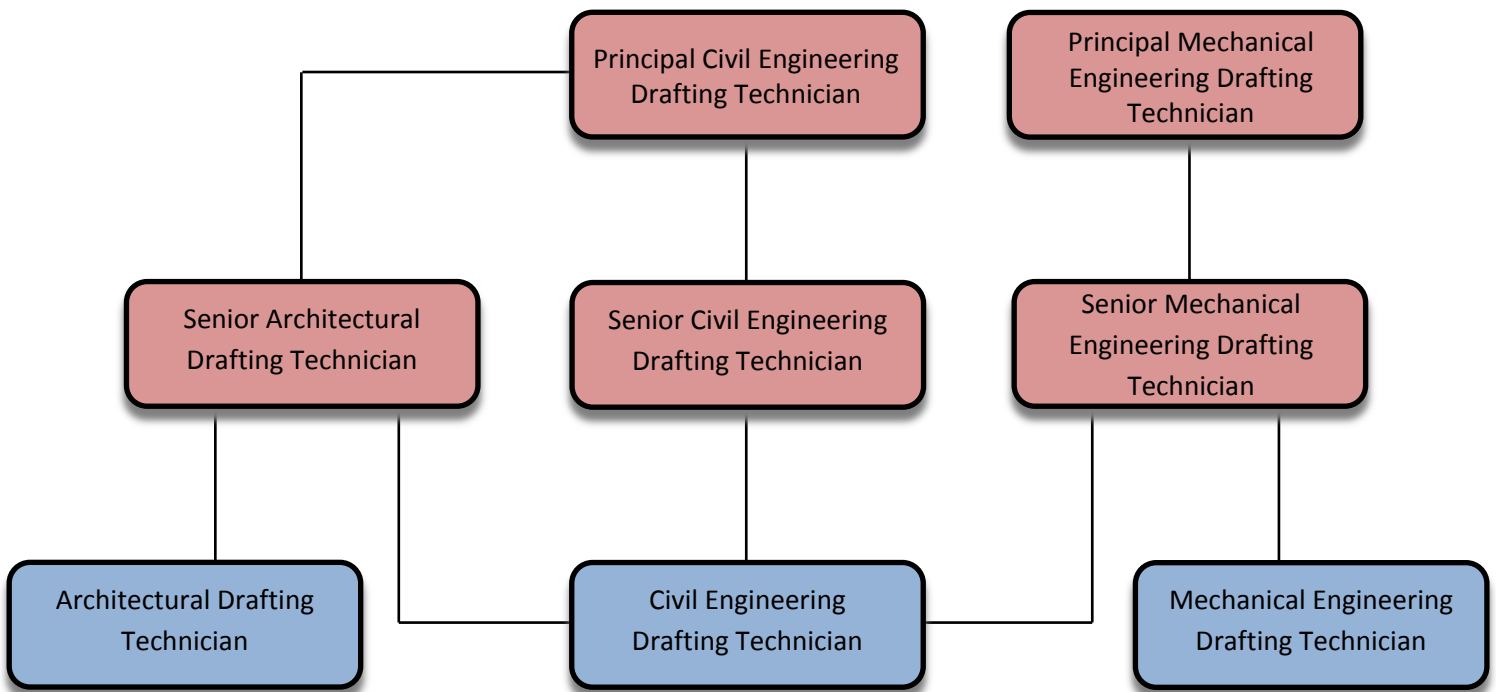 Principal Civil Engineering
Drafting Technician
Principal Mechanical
Engineering Drafting
Technician
Senior Architectural
Drafting Technician
Senior Civil Engineering
Drafting Technician
Senior Mechanical
Engineering Drafting
Technician
Architectural Drafting
Technician
Civil Engineering
Drafting Technician
Mechanical Engineering
Drafting Technician